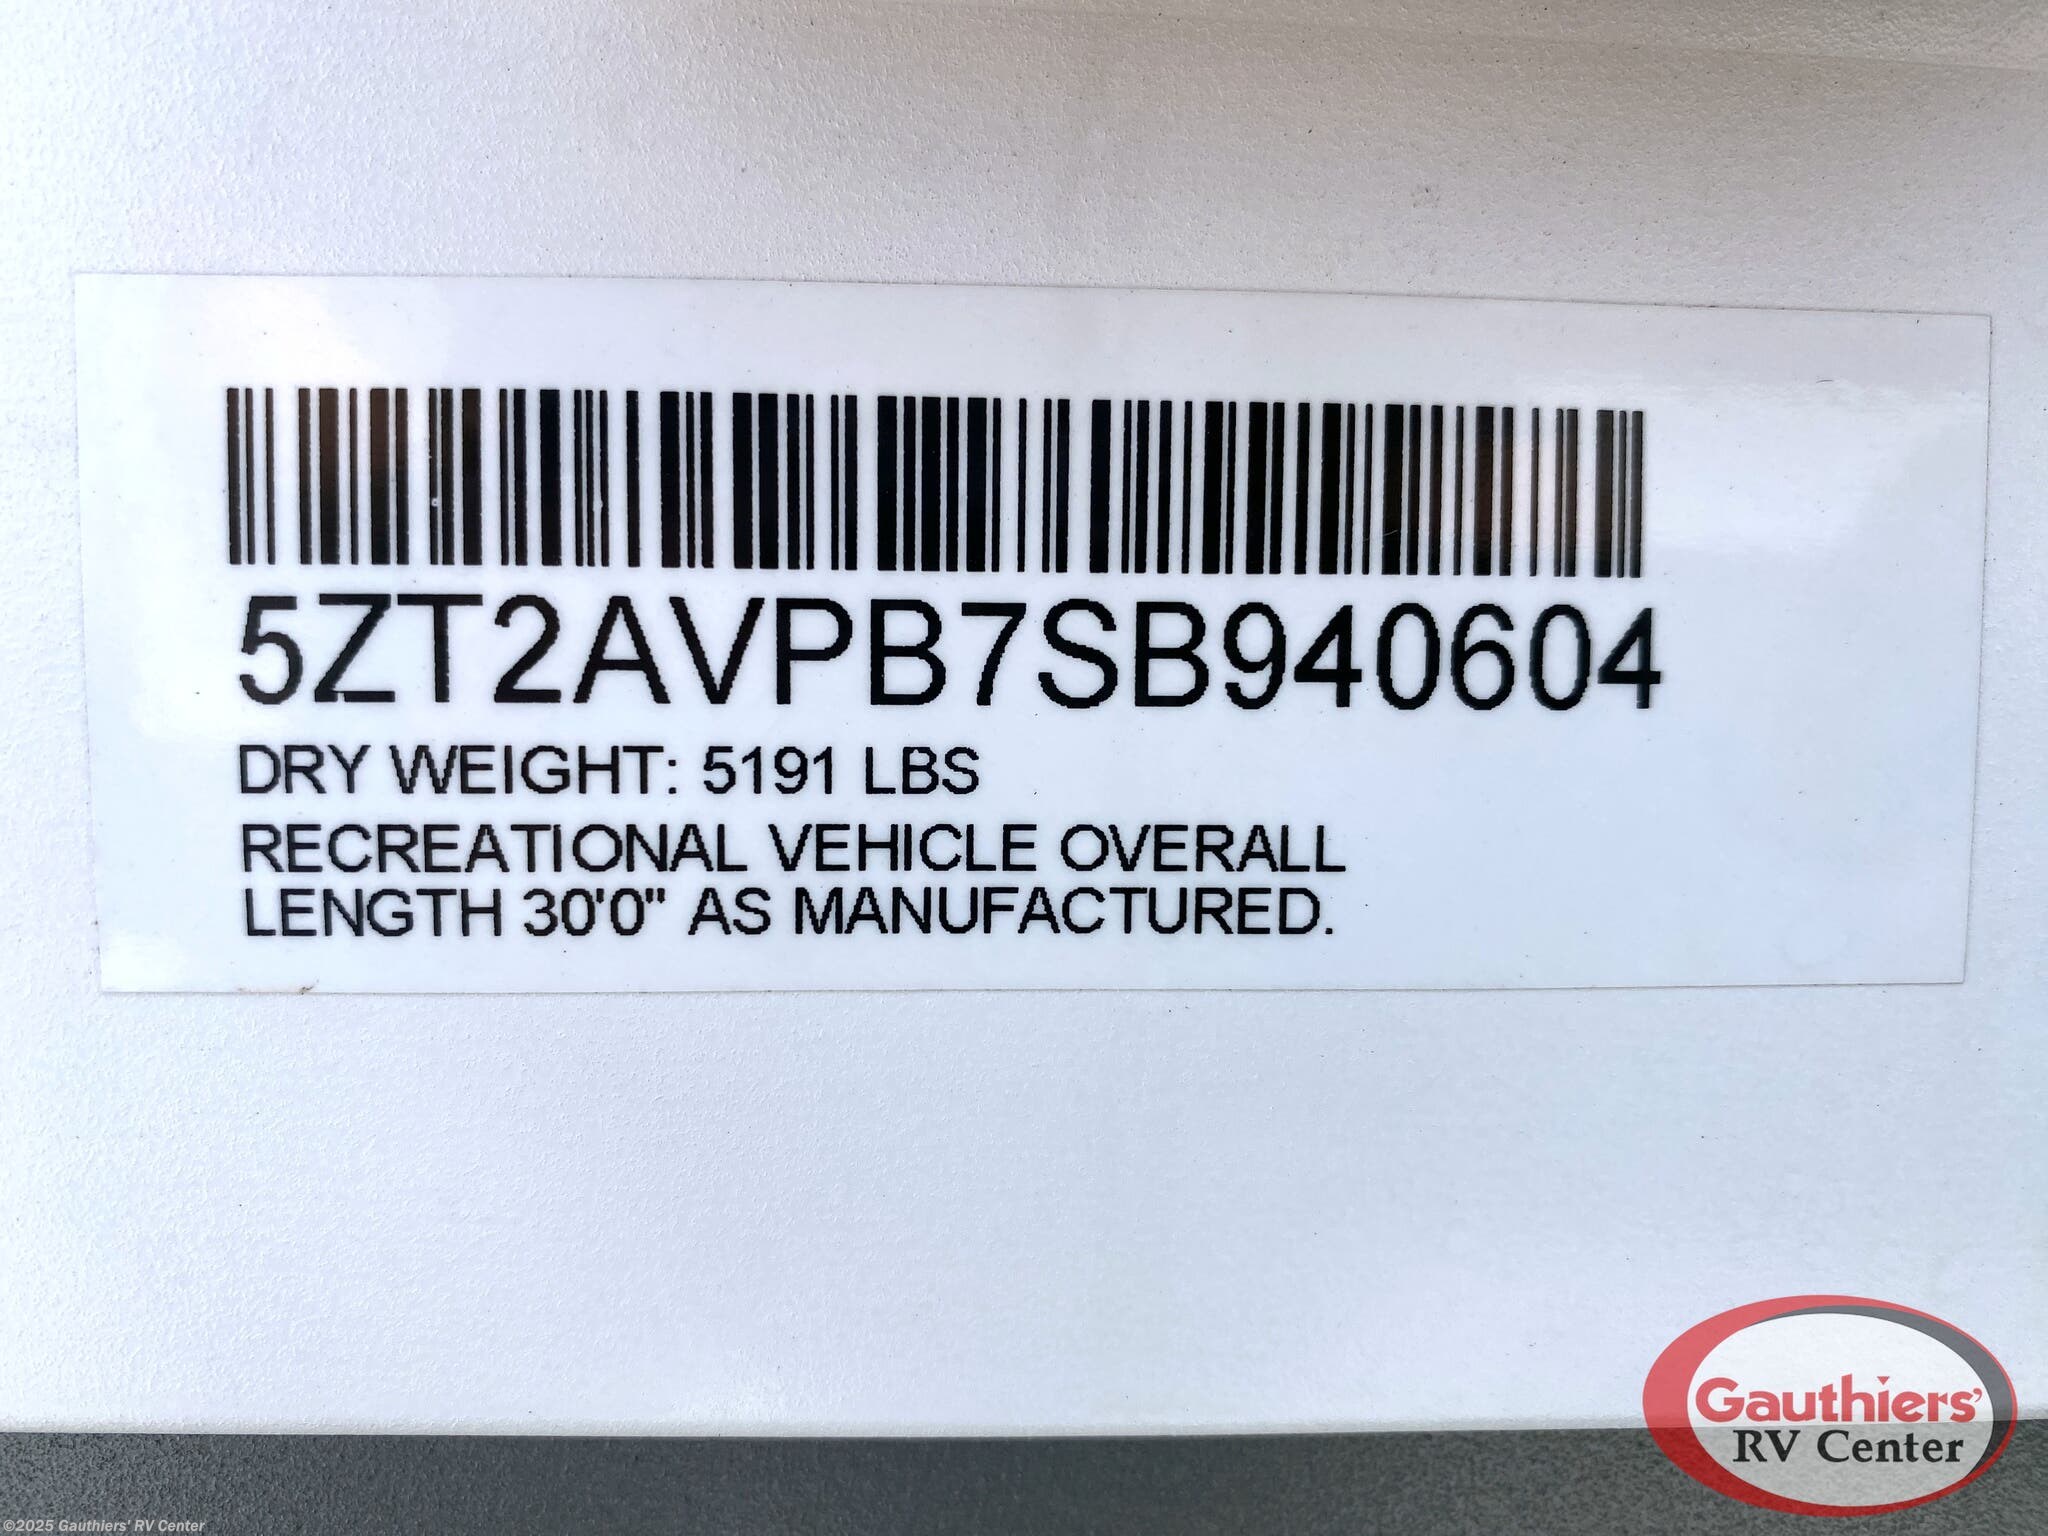 5ZT2AVPB7SB940604
DRY WEIGHT: 5191 LBS
RECREATIONAL VEHICLE OVERALL
LENGTH 30'0" AS MANUFACTURED.
Gauthiers'
RV Center
©2025 Gauthiers' RV Center